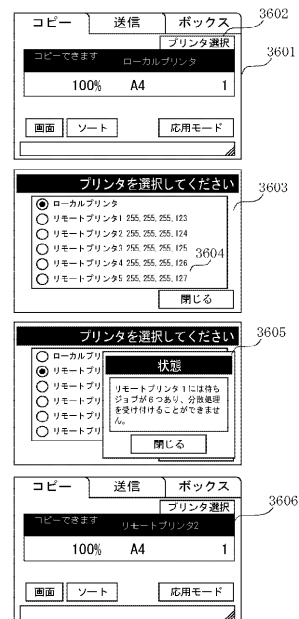 コピー 送信 ボックス 3602
プリンタ選択
コピーできます ローカルプリンタ
3601
100% A4 1
画面 ソート 応用モード
プリンタを選択してください
3603
ローカルプリンタ
リモートプリンタ1 255,255,255,123
リモートプリンタ2 255,255,255,124
リモートプリンタ3 255,255,255,125
3604
リモートプリンタ4 255,255,255,126
リモートプリンタ5 255,255,255,127
閉じる
プリンタを選択してください
3605
ローカルプリ
状態
リモートプリ
リモートプリ
リモートプリ
リモートプリ
リモートプリ
リモートプリンタ1には待ち
ジョブが6つあり、分散処理
を受け付けることができませ
ん。
閉じる
コピー 送信 ボックス
プリンタ選択
3606
コピーできます リモートプリンタ2
100% A4 1
画面 ソート 応用モード